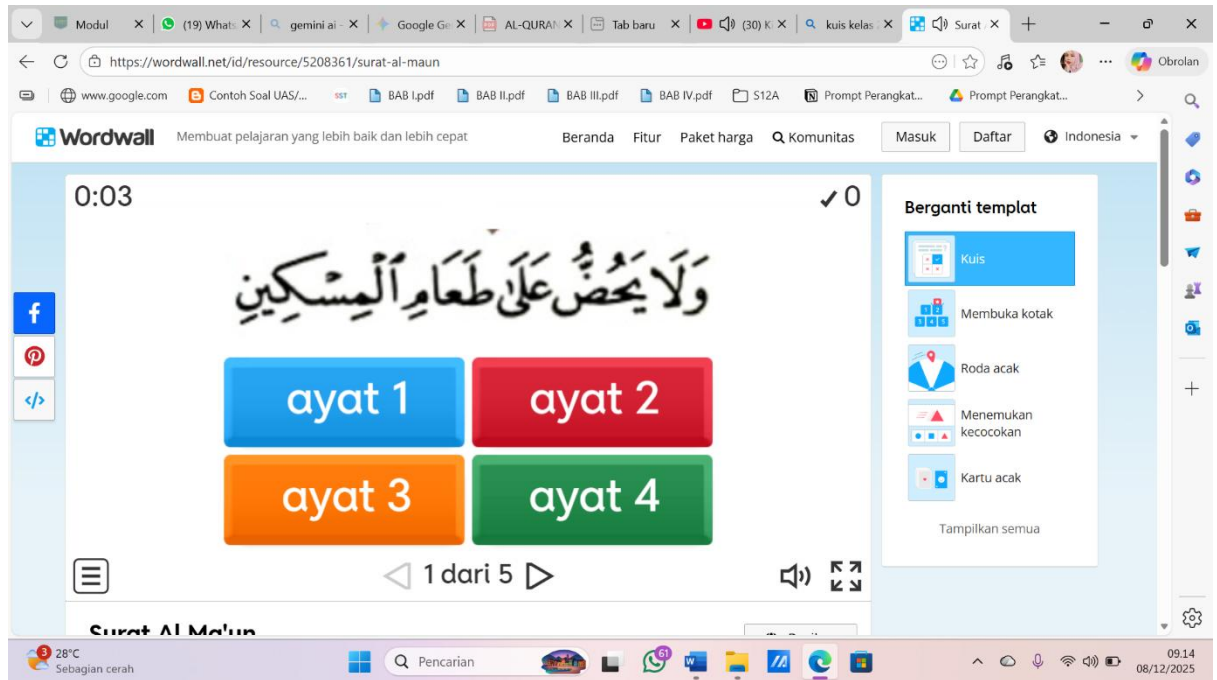 Modul
(19) Whats
gemini ai -
Google Ge
AL-QURAN
Tab baru
(30) K
kuis kelas
Surat
https://wordwall.net/id/resource/5208361/surat-al-maun
Obrolan
www.google.com
Contoh Soal UAS/...
SST
BAB I.pdf
BAB II.pdf
BAB III.pdf
BAB IV.pdf
S12A
Prompt Perangkat...
Prompt Perangkat...
Wordwall
Membuat pelajaran yang lebih baik dan lebih cepat
Beranda
Fitur
Paket harga
Komunitas
Masuk
Daftar
Indonesia
0:03
0
وَلَا يَحُضُّ عَلَىٰ طَعَامِ ٱلْمِسْكِينِ
ayat 1
ayat 2
ayat 3
ayat 4
1 dari 5
Surat Al Ma'un
Berganti templat
Kuis
Membuka kotak
Roda acak
Menemukan
kecocokan
Kartu acak
Tampilkan semua
3
28°C
Sebagian cerah
Pencarian
61
09.14
08/12/2025